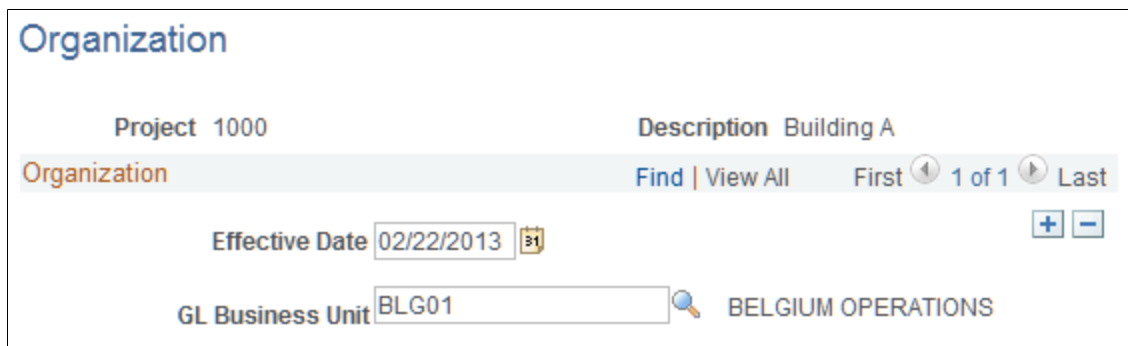 Organization
Project 1000 Description Building A
Organization Find | View All First 1 of 1 Last
Effective Date 02/22/2013 31
GL Business Unit BLG01 BELGIUM OPERATIONS